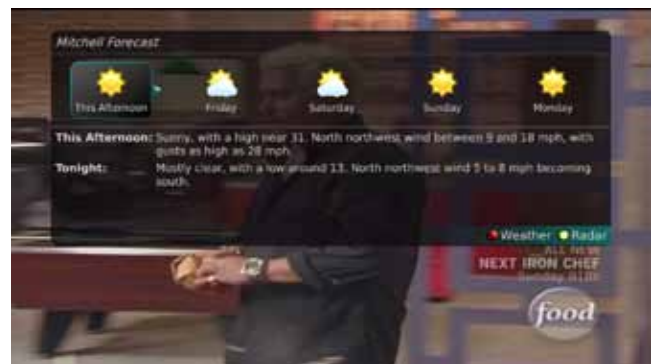 Mitchell Forecast
This Afternoon
Friday
Saturday
Sunday
Monday
This Afternoon: Sunny, with a high near 31. North northwest wind between 9 and 18 mph, with
gusts as high as 28 mph.
Tonight: Mostly clear, with a low around 13. North northwest wind 5 to 8 mph becoming
south.
Weather Radar
ALL NEW
NEXT IRON CHEF
Sunday
food